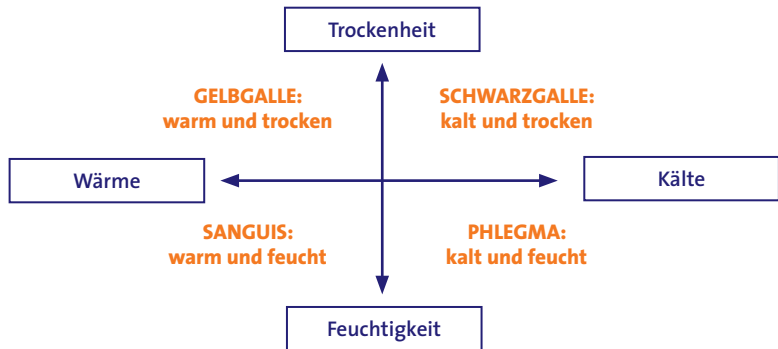 Trockenheit
GELBGALLE:
warm und trocken
SCHWARZGALLE:
kalt und trocken
Wärme
Kälte
SANGUIS:
warm und feucht
PHLEGMA:
kalt und feucht
Feuchtigkeit